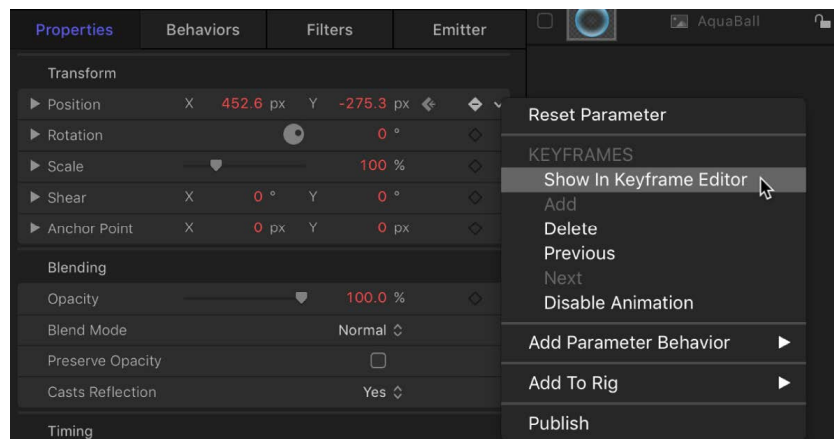 Properties Behaviors Filters Emitter
AquaBall
Transform
Position X 452.6 px Y -275.3 px
Rotation 0 °
Scale 100 %
Shear X 0 ° Y 0 °
Anchor Point X 0 px Y 0 px
Blending
Opacity 100.0 %
Blend Mode Normal
Preserve Opacity
Casts Reflection Yes
Timing
Reset Parameter
KEYFRAMES
Show In Keyframe Editor
Add
Delete
Previous
Next
Disable Animation
Add Parameter Behavior
Add To Rig
Publish